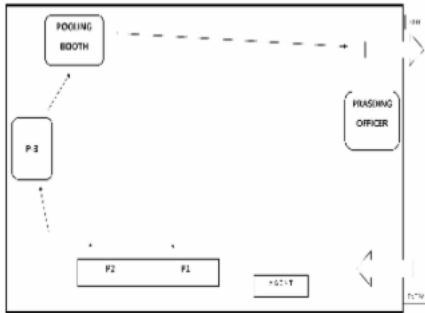 POOLING
BOOTH
PRASDING
OFFICER
P-3
P2 P1
AGENT